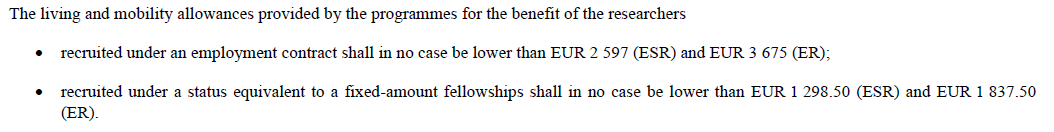 The living and mobility allowances provided by the programmes for the benefit of the researchers
• recruited under an employment contract shall in no case be lower than EUR 2 597 (ESR) and EUR 3 675 (ER);
• recruited under a status equivalent to a fixed-amount fellowships shall in no case be lower than EUR 1 298.50 (ESR) and EUR 1 837.50
(ER).